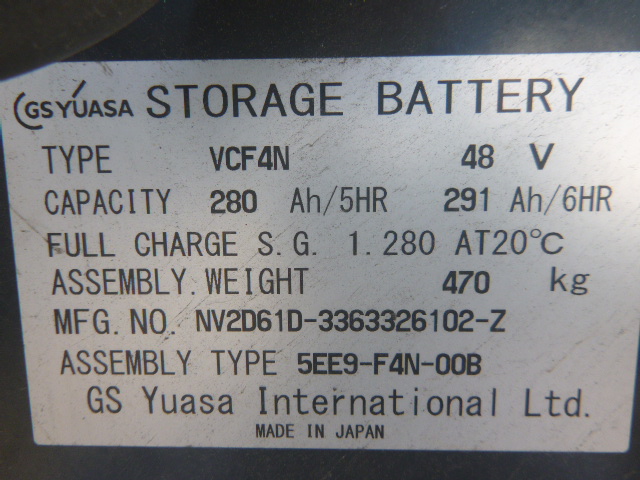 GS YUASA STORAGE BATTERY
TYPE VCF4N 48 V
CAPACITY 280 Ah/5HR 291 Ah/6HR
FULL CHARGE S.G. 1.280 AT20℃
ASSEMBLY.WEIGHT 470 kg
MFG.NO. NV2D61D-3363326102-Z
ASSEMBLY TYPE 5EE9-F4N-00B
GS Yuasa International Ltd.
MADE IN JAPAN